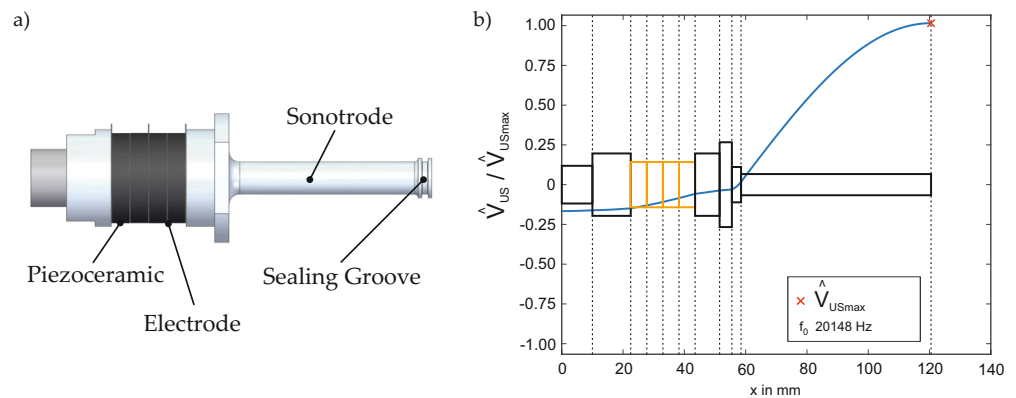 a)
Sonotrode
Piezoceramic
Sealing Groove
Electrode
b)
V̂US / V̂USmax
1.00
0.75
0.50
0.25
0
-0.25
-0.50
-0.75
-1.00
V̂USmax
f0 20148 Hz
0 20 40 60 80 100 120 140
x in mm